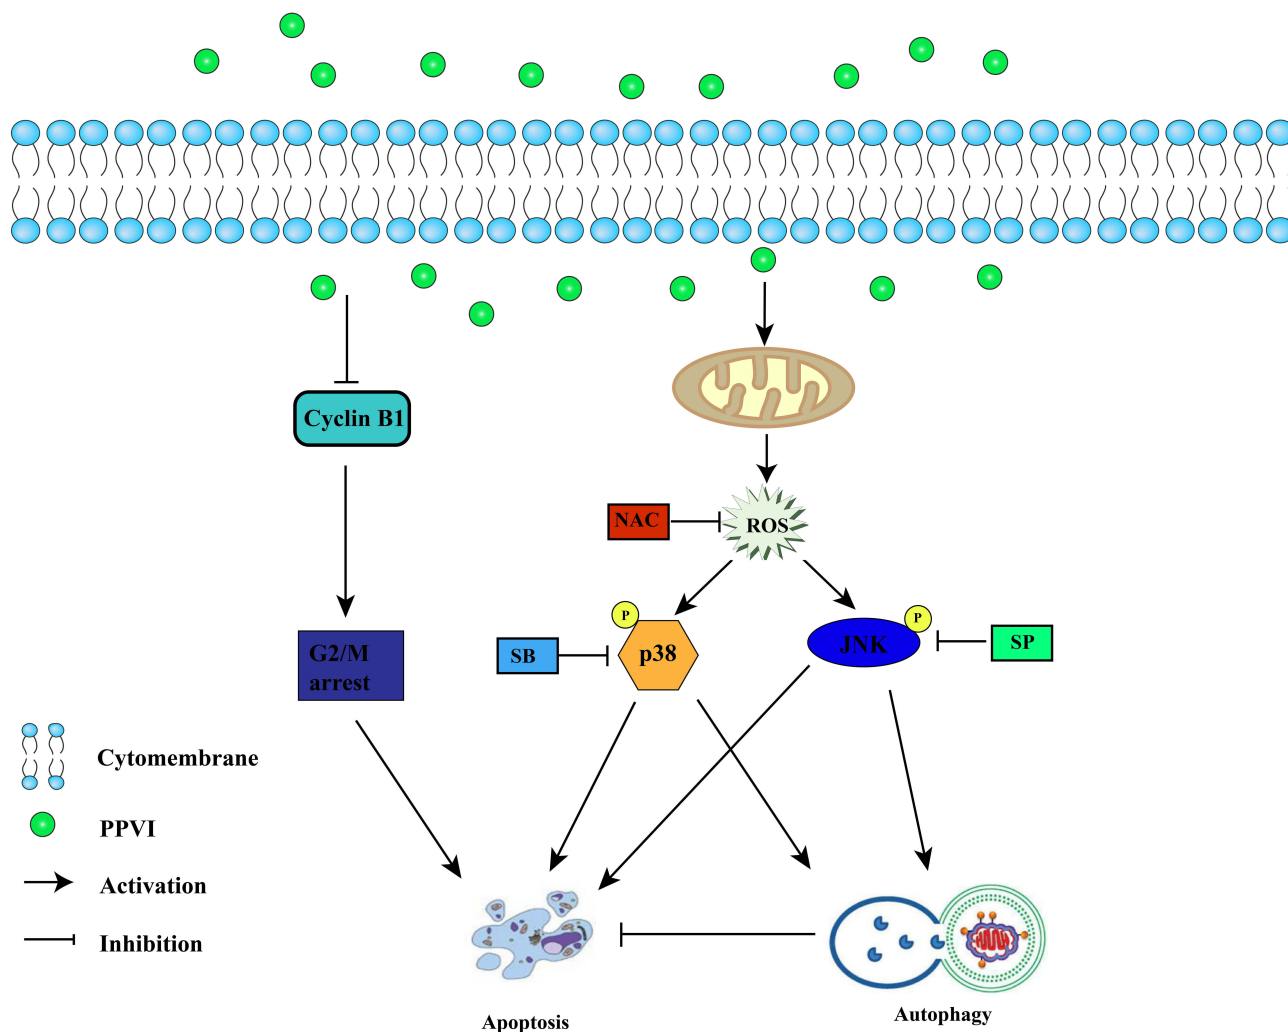 Cyclin B1
NAC
ROS
P
P
SB
p38
JNK
SP
G2/M
arrest
Cytomembrane
PPVI
Activation
Inhibition
Apoptosis
Autophagy